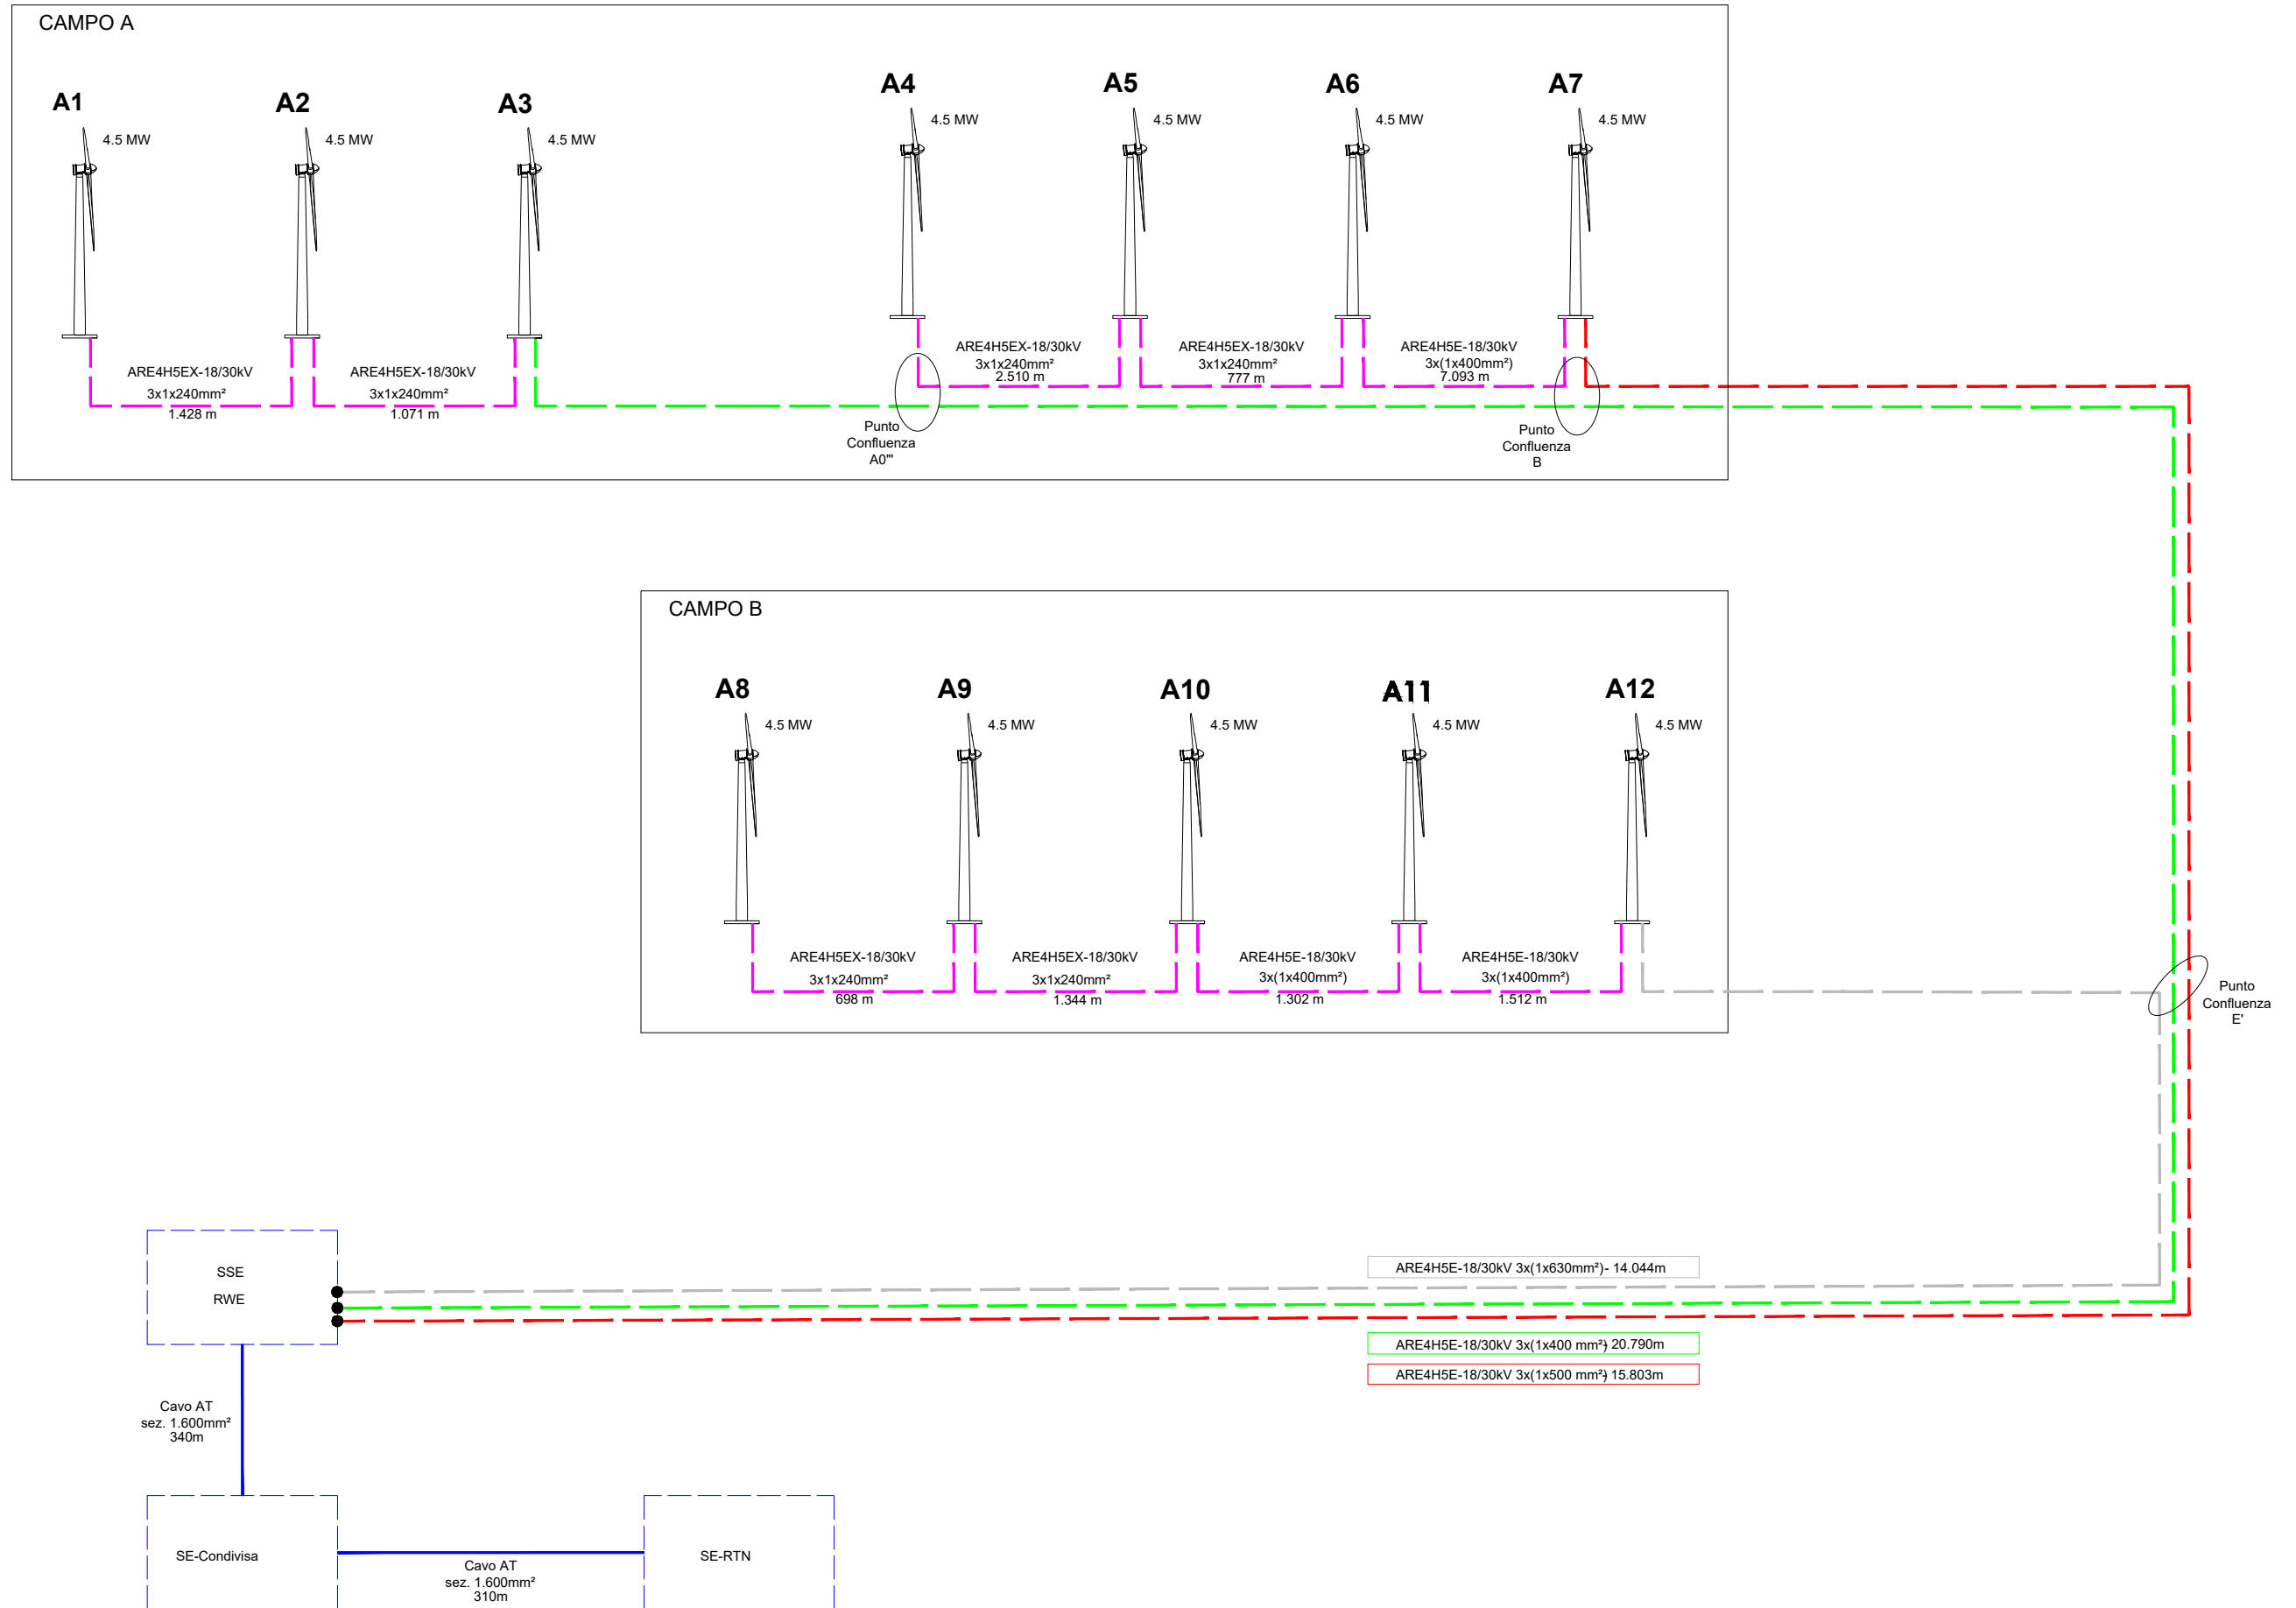 CAMPO A
A1
4.5 MW
A2
4.5 MW
A3
4.5 MW
A4
4.5 MW
A5
4.5 MW
A6
4.5 MW
A7
4.5 MW
ARE4H5EX-18/30kV
3x1x240mm²
1.428 m
ARE4H5EX-18/30kV
3x1x240mm²
1.071 m
ARE4H5EX-18/30kV
3x1x240mm²
2.510 m
ARE4H5EX-18/30kV
3x1x240mm²
777 m
ARE4H5E-18/30kV
3x(1x400mm²)
7.093 m
Punto
Confluenza
A0'''
Punto
Confluenza
B
CAMPO B
A8
4.5 MW
A9
4.5 MW
A10
4.5 MW
A11
4.5 MW
A12
4.5 MW
ARE4H5EX-18/30kV
3x1x240mm²
698 m
ARE4H5EX-18/30kV
3x1x240mm²
1.344 m
ARE4H5E-18/30kV
3x(1x400mm²)
1.302 m
ARE4H5E-18/30kV
3x(1x400mm²)
1.512 m
Punto
Confluenza
E'
SSE
RWE
ARE4H5E-18/30kV 3x(1x630mm²)- 14.044m
ARE4H5E-18/30kV 3x(1x400 mm²)- 20.790m
ARE4H5E-18/30kV 3x(1x500 mm²)- 15.803m
Cavo AT
sez. 1.600mm²
340m
SE-Condivisa
Cavo AT
sez. 1.600mm²
310m
SE-RTN